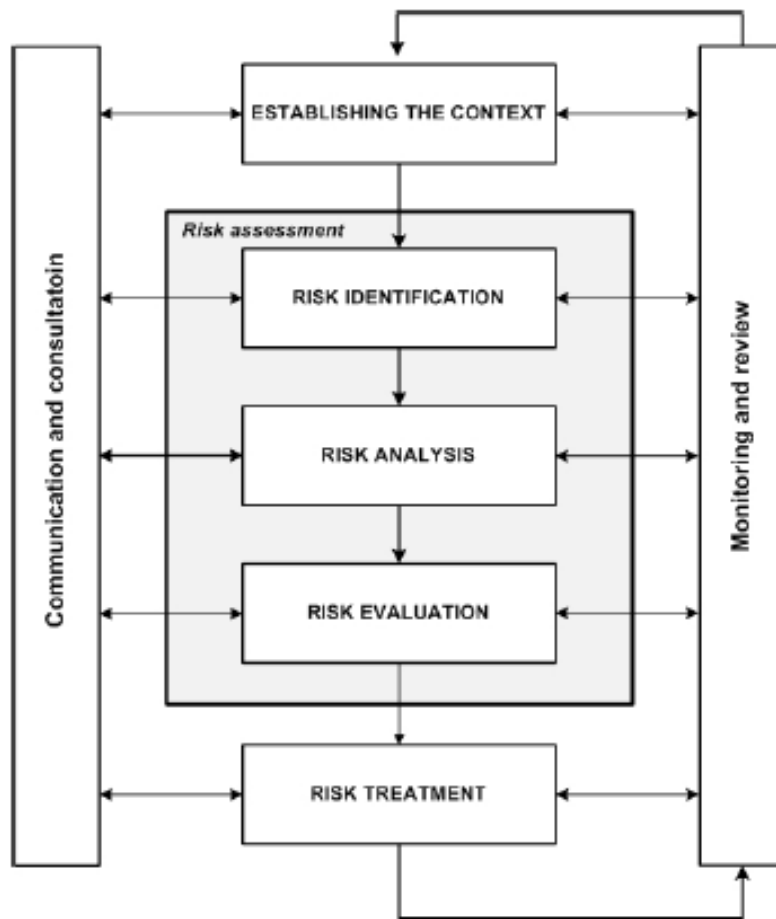 ESTABLISHING THE CONTEXT
Risk assessment
RISK IDENTIFICATION
RISK ANALYSIS
RISK EVALUATION
RISK TREATMENT
Communication and consultatoin
Monitoring and review